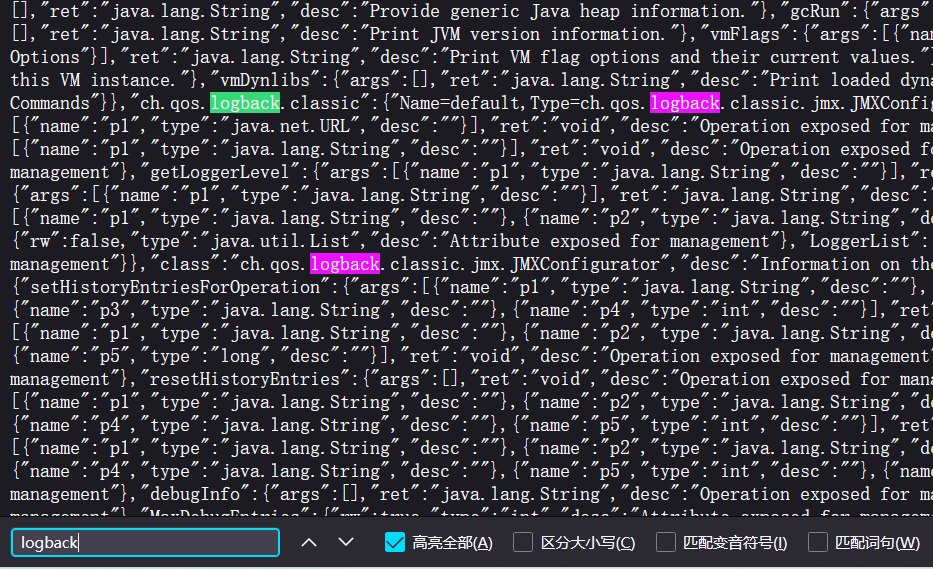 [],"ret":"java.lang.String","desc":"Provide generic Java heap information."},"gcRun":{"args"
[],"ret":"java.lang.String","desc":"Print JVM version information."},"vmFlags":{"args":[{"nam
Options"}],"ret":"java.lang.String","desc":"Print VM flag options and their current values."}
this VM instance."},"vmDynlibs":{"args":[],"ret":"java.lang.String","desc":"Print loaded dyna
Commands"}},"ch.qos.logback.classic":{"Name=default,Type=ch.qos.logback.classic.jmx.JMXConfig
[{"name":"p1","type":"java.net.URL","desc":""}],"ret":"void","desc":"Operation exposed for ma
[{"name":"p1","type":"java.lang.String","desc":""}],"ret":"void","desc":"Operation exposed fo
management"},"getLoggerLevel":{"args":[{"name":"p1","type":"java.lang.String","desc":""}],"re
{"args":[{"name":"p1","type":"java.lang.String","desc":""}],"ret":"java.lang.String","desc":"
[{"name":"p1","type":"java.lang.String","desc":""},{"name":"p2","type":"java.lang.String","de
{"rw":false,"type":"java.util.List","desc":"Attribute exposed for management"},"LoggerList":
management"}},"class":"ch.qos.logback.classic.jmx.JMXConfigurator","desc":"Information on the
{"setHistoryEntriesForOperation":{"args":[{"name":"p1","type":"java.lang.String","desc":""},
{"name":"p3","type":"java.lang.String","desc":""},{"name":"p4","type":"int","desc":""}],"ret"
[{"name":"p1","type":"java.lang.String","desc":""},{"name":"p2","type":"java.lang.String","de
{"name":"p5","type":"long","desc":""}],"ret":"void","desc":"Operation exposed for management"
management"},"resetHistoryEntries":{"args":[],"ret":"void","desc":"Operation exposed for mana
[{"name":"p1","type":"java.lang.String","desc":""},{"name":"p2","type":"java.lang.String","de
{"name":"p4","type":"java.lang.String","desc":""},{"name":"p5","type":"int","desc":""}],"ret"
[{"name":"p1","type":"java.lang.String","desc":""},{"name":"p2","type":"java.lang.String","de
{"name":"p4","type":"java.lang.String","desc":""},{"name":"p5","type":"int","desc":""},{"name
management"},"debugInfo":{"args":[],"ret":"java.lang.String","desc":"Operation exposed for ma
management"},"MaxDebugEntries":{"rw":true,"type":"int","desc":"Attribute exposed for
logback 高亮全部(A) 区分大小写(C) 匹配变音符号(I) 匹配词句(W)